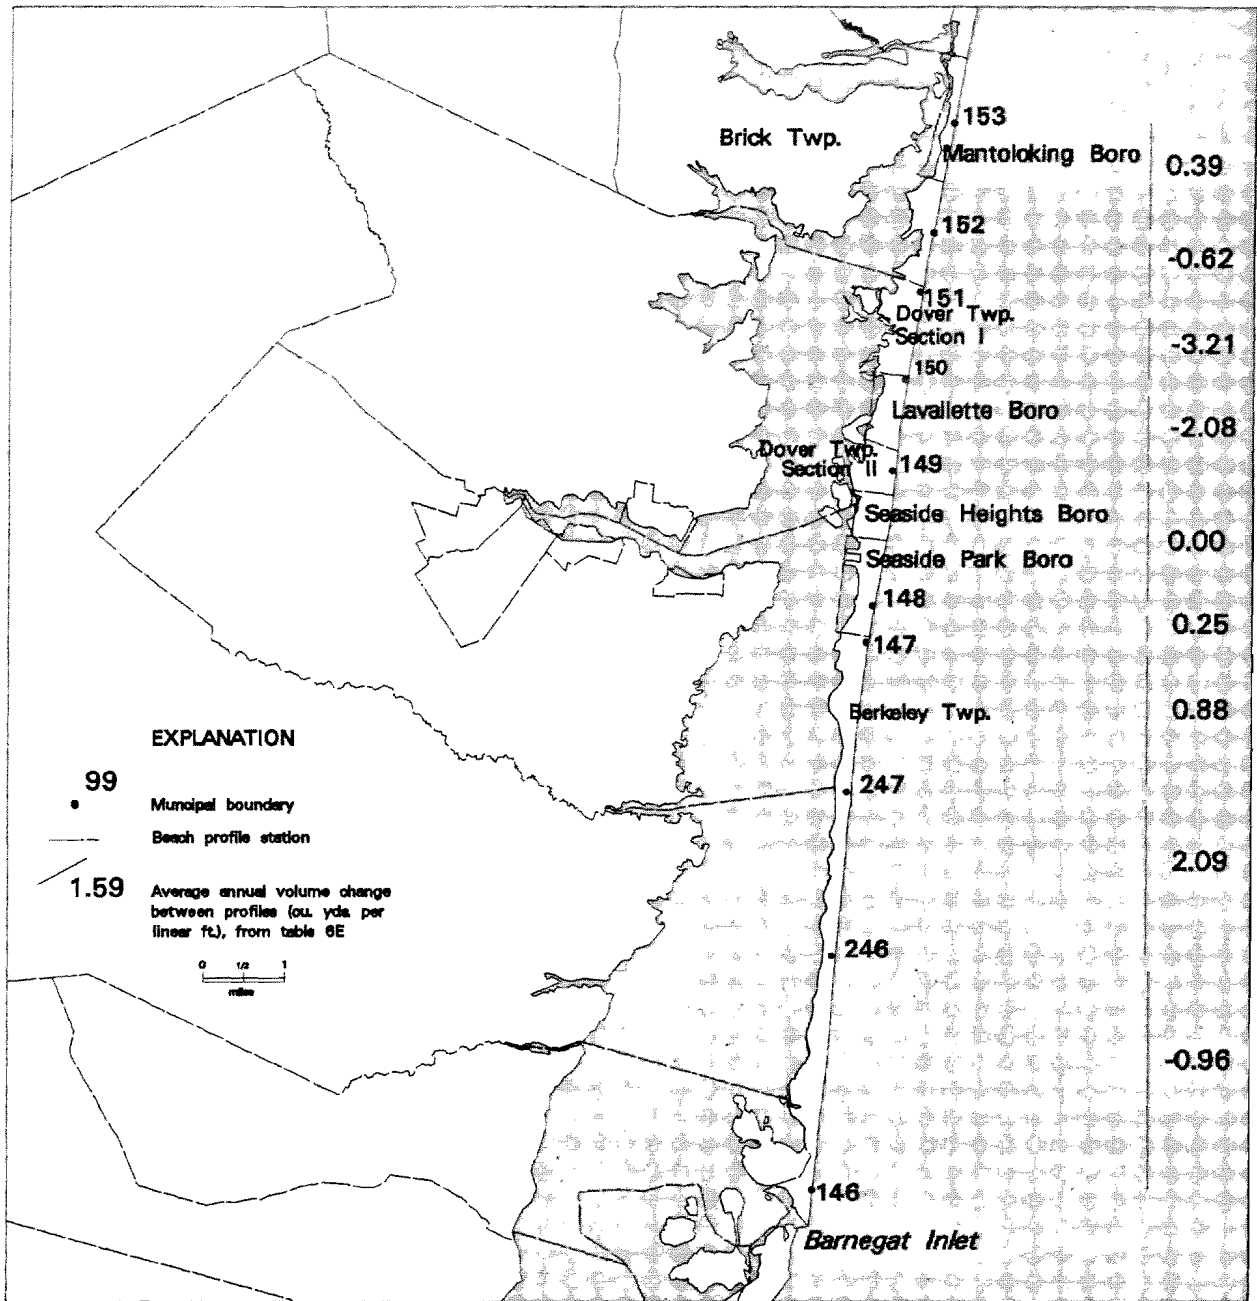 153
Brick Twp.
Mantoloking Boro
0.39
152
-0.62
151
Dover Twp.
Section I
-3.21
150
Lavallette Boro
-2.08
Dover Twp.
Section II
149
Seaside Heights Boro
0.00
Seaside Park Boro
148
0.25
147
Berkeley Twp.
0.88
EXPLANATION
99
Muncipal boundary
247
Beach profile station
2.09
1.59
Average annual volume change
between profiles (cu. yds. per
linear ft.), from table 6E
246
0 1/2 1
miles
-0.96
146
Barnegat Inlet